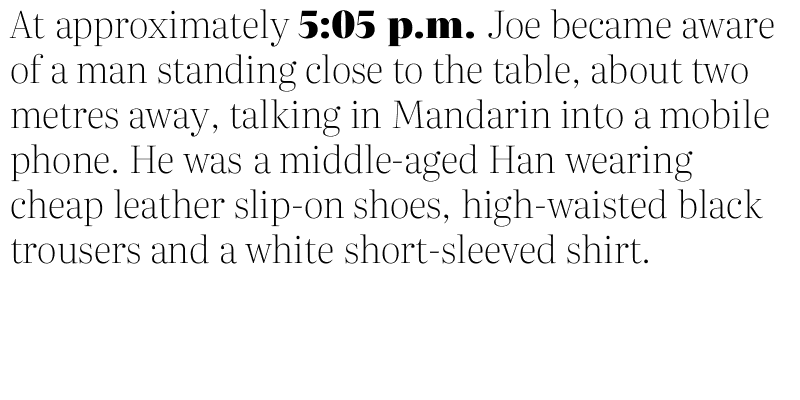 At approximately 5:05 p.m. Joe became aware
of a man standing close to the table, about two
metres away, talking in Mandarin into a mobile
phone. He was a middle-aged Han wearing
cheap leather slip-on shoes, high-waisted black
trousers and a white short-sleeved shirt.